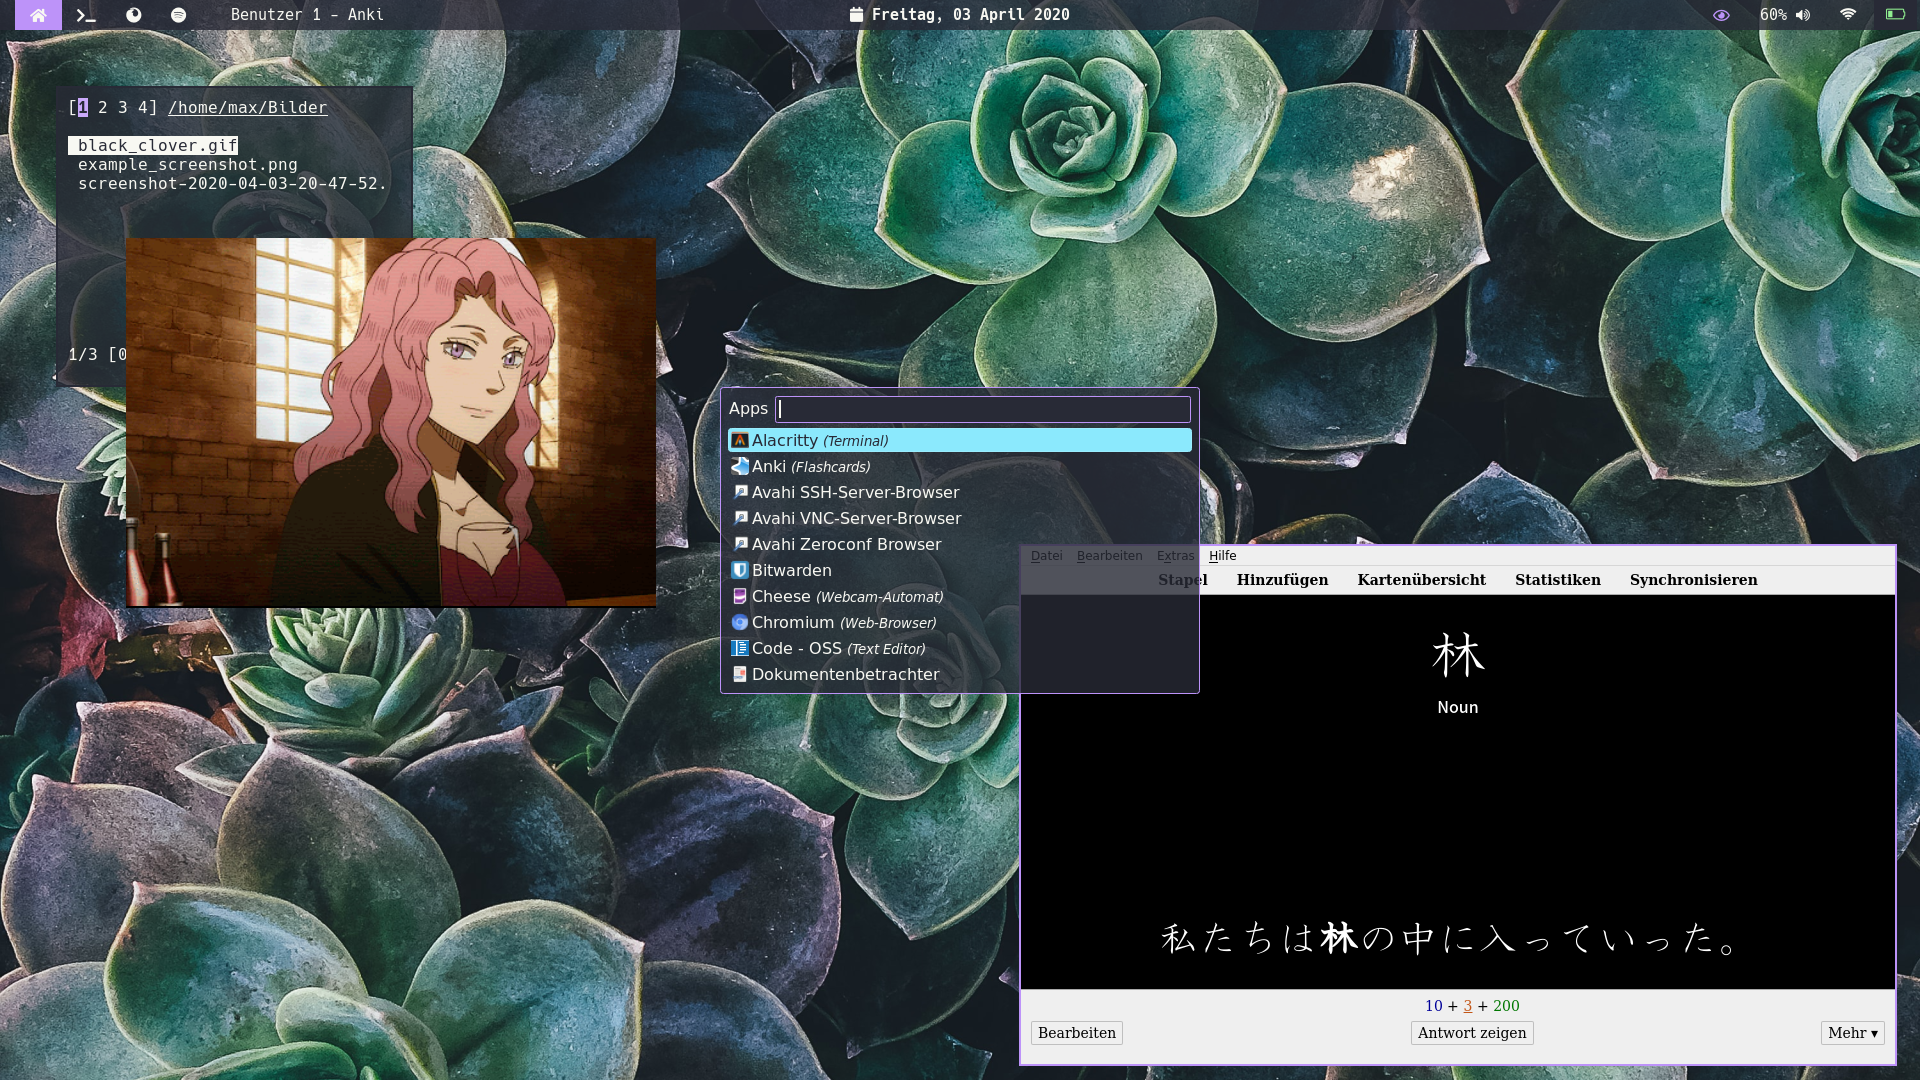 Benutzer 1 – Anki
Freitag, 03 April 2020
60%
[1 2 3 4] /home/max/Bilder
black_clover.gif
example_screenshot.png
screenshot-2020-04-03-20-47-52.
1/3 [0
Apps
Alacritty (Terminal)
Anki (Flashcards)
Avahi SSH-Server-Browser
Avahi VNC-Server-Browser
Avahi Zeroconf Browser
Bitwarden
Cheese (Webcam-Automat)
Chromium (Web-Browser)
Code - OSS (Text Editor)
Dokumentenbetrachter
Datei Bearbeiten Extras Hilfe
Stapel Hinzufügen Kartenübersicht Statistiken Synchronisieren
林
Noun
私たちは林の中に入っていった。
10 + 3 + 200
Bearbeiten Antwort zeigen Mehr ▾